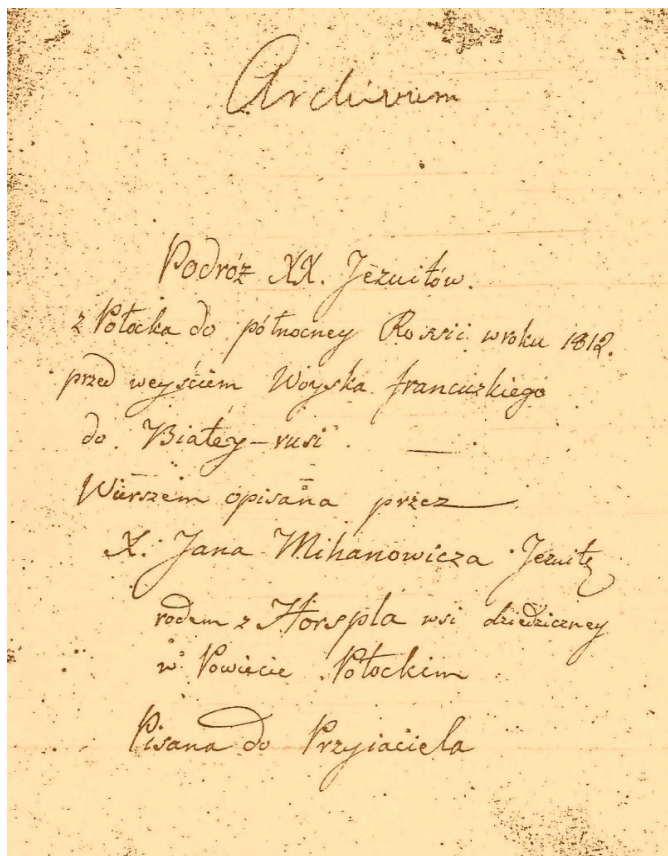 Archivum
Podróż XX. Jezuitów.
z Połocka do północney Rossii w roku 1812.
przed weyściem Woyska francuzkiego
do Białey-rusi. —
Wierszem opisana przez
X. Jana Mihanowicza Jezuitę
rodem z Horspla wsi dziedziczney
w Powiecie Połockim
Pisana do Przyiaciela